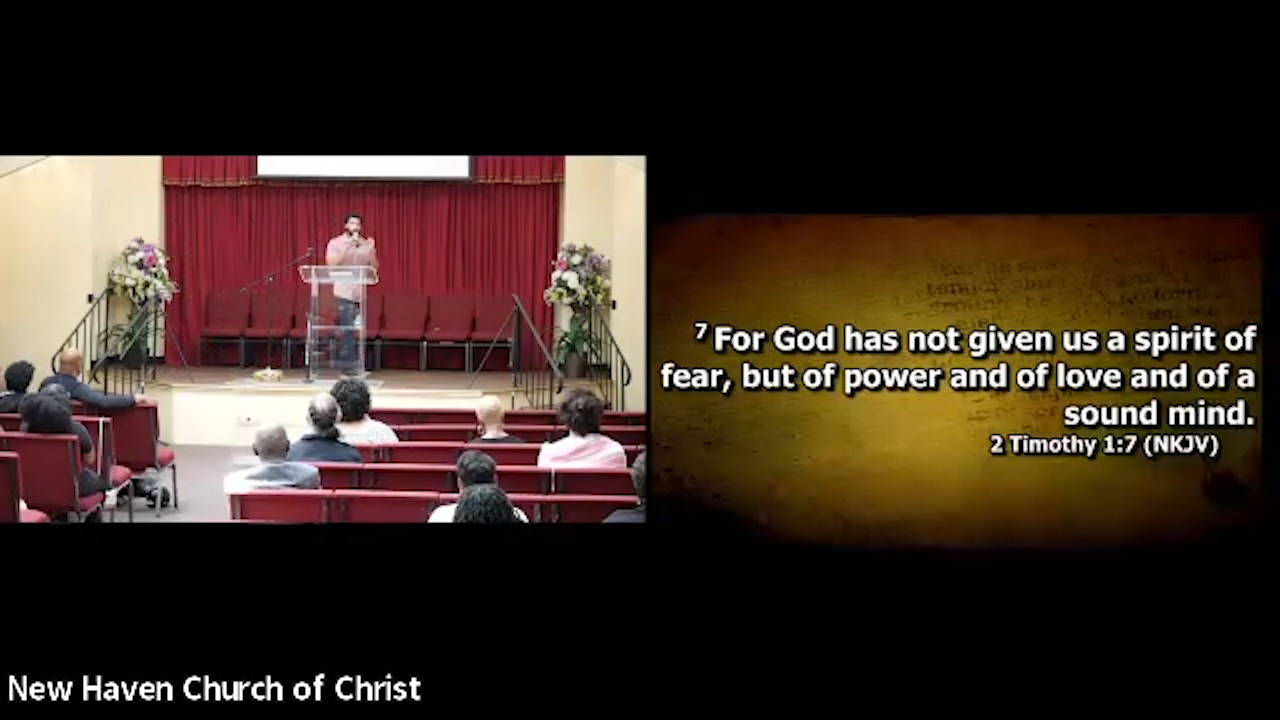 ⁷ For God has not given us a spirit of
fear, but of power and of love and of a
sound mind.
2 Timothy 1:7 (NKJV)
New Haven Church of Christ